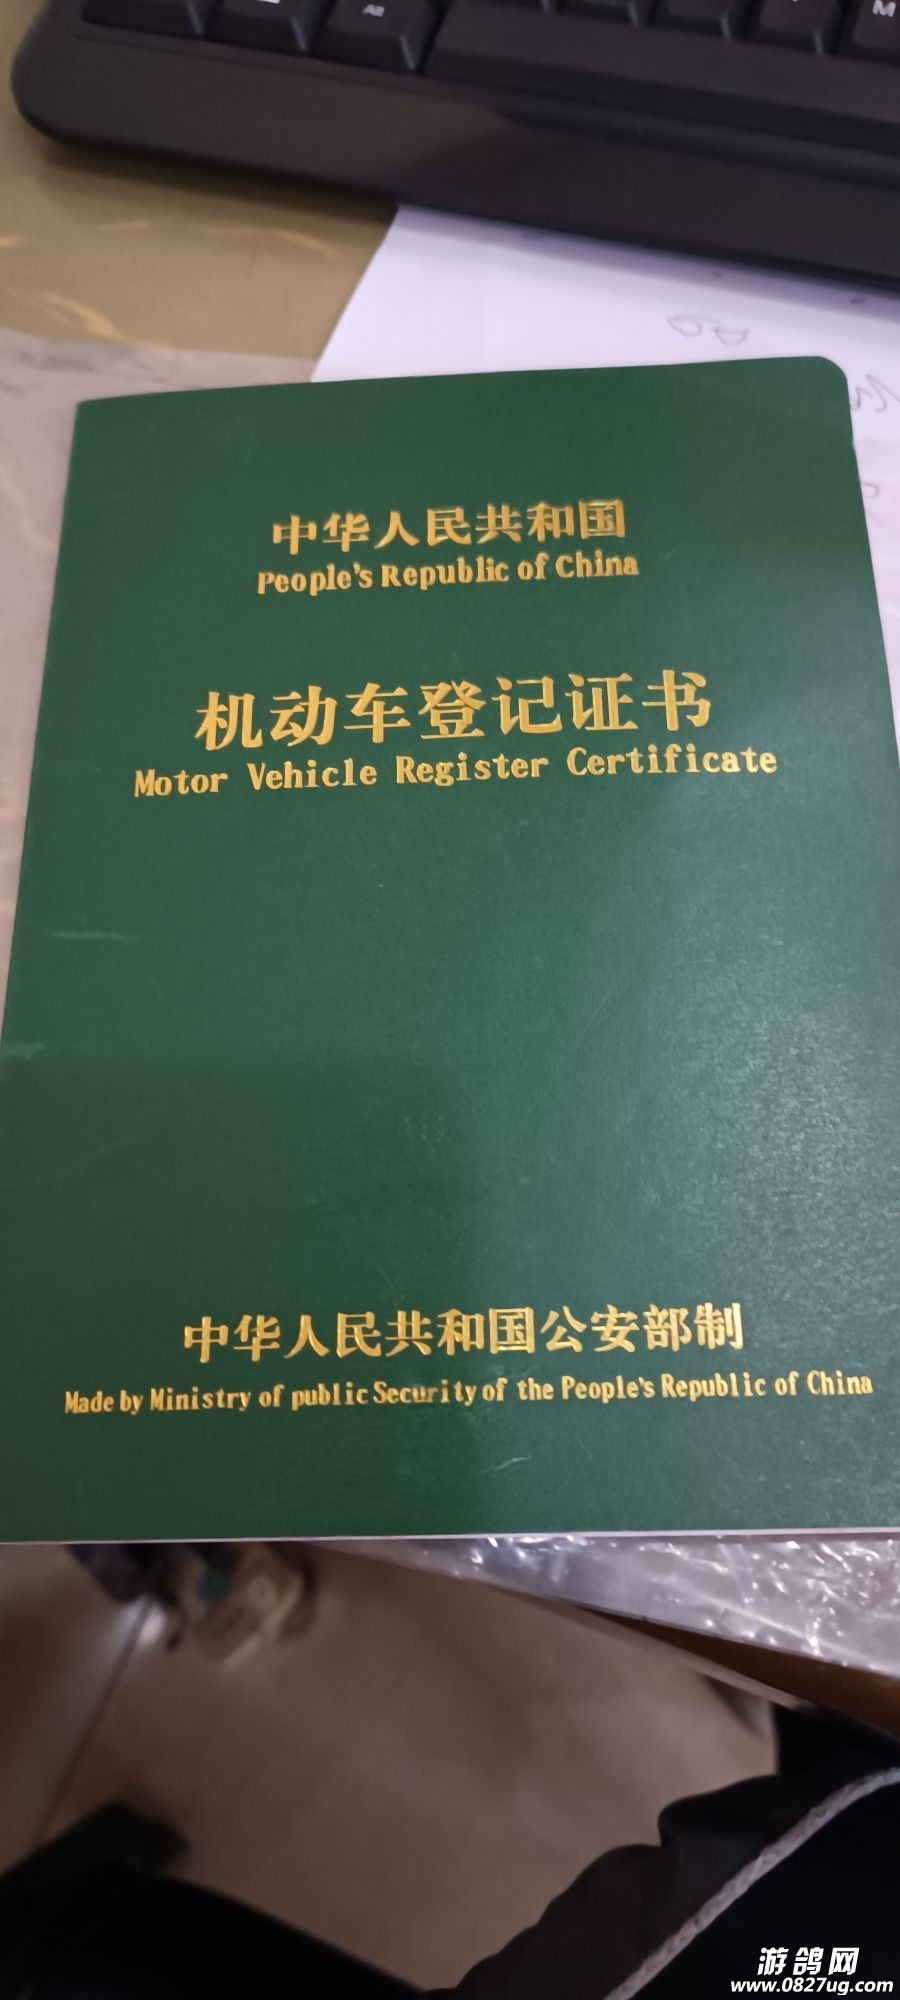 Alt
M
中华人民共和国
People's Republic of China
机动车登记证书
Motor Vehicle Register Certificate
中华人民共和国公安部制
Made by Ministry of public Security of the People's Republic of China
游鸽网
www.0827ug.com